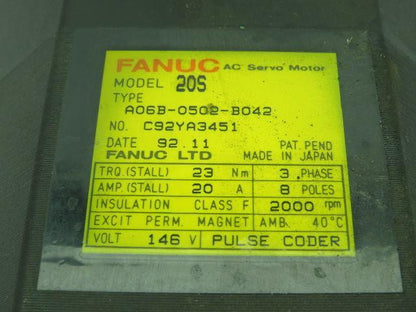 FANUC AC Servo Motor
MODEL 20S
TYPE
A06B-0502-B042
NO. C92YA3451
DATE 92.11 PAT. PEND
FANUC LTD MADE IN JAPAN
TRQ.(STALL) 23 Nm 3 PHASE
AMP.(STALL) 20 A 8 POLES
INSULATION CLASS F 2000 rpm
EXCIT PERM. MAGNET AMB. 40°C
VOLT 146 V PULSE CODER